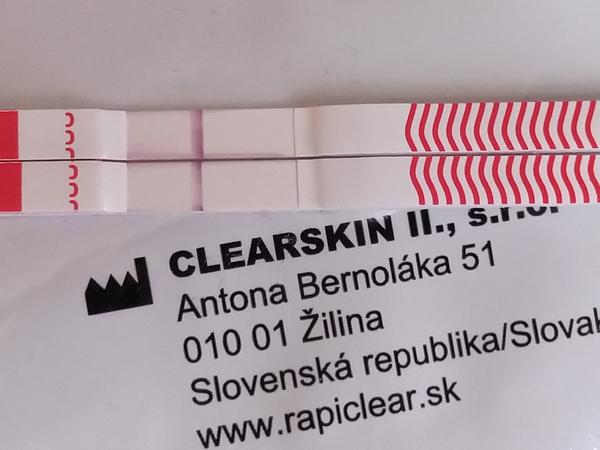 CLEARSKIN II., s.r.o.
Antona Bernoláka 51
010 01 Žilina
Slovenská republika/Slovak
www.rapiclear.sk